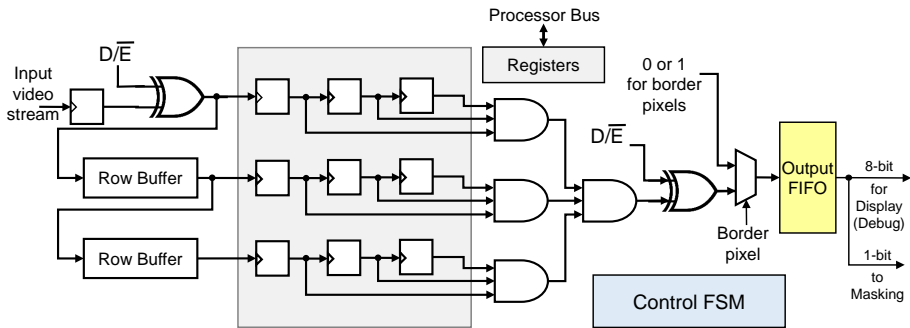 Processor Bus
D/E̅
Registers
0 or 1
for border
pixels
Input
video
stream
D/E̅
Row Buffer
Output
FIFO
8-bit
for
Display
(Debug)
Border
pixel
1-bit
to
Masking
Row Buffer
Control FSM